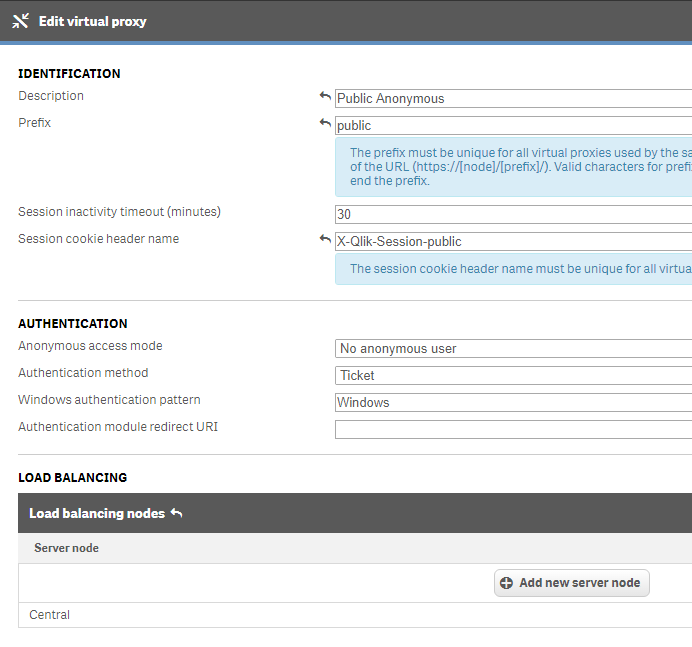 Edit virtual proxy
IDENTIFICATION
Description
Public Anonymous
Prefix
public
The prefix must be unique for all virtual proxies used by the sa
of the URL (https://[node]/[prefix]/). Valid characters for prefi
end the prefix.
Session inactivity timeout (minutes)
30
Session cookie header name
X-Qlik-Session-public
The session cookie header name must be unique for all virtua
AUTHENTICATION
Anonymous access mode
No anonymous user
Authentication method
Ticket
Windows authentication pattern
Windows
Authentication module redirect URI
LOAD BALANCING
Load balancing nodes
Server node
Add new server node
Central